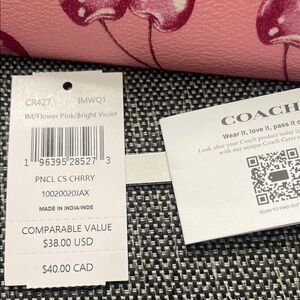 CR427 IMWQ1
IM/Flower Pink/Bright Violet
1 96395 28527 3
PNCL CS CHRRY
10020020JAX
MADE IN INDIA/INDE
COMPARABLE VALUE
$38.00 USD
$40.00 CAD
COACH
Wear it, love it, pass it o
Look after your Coach product today
with our unique Coach Care
SCAN TO FIND OUT